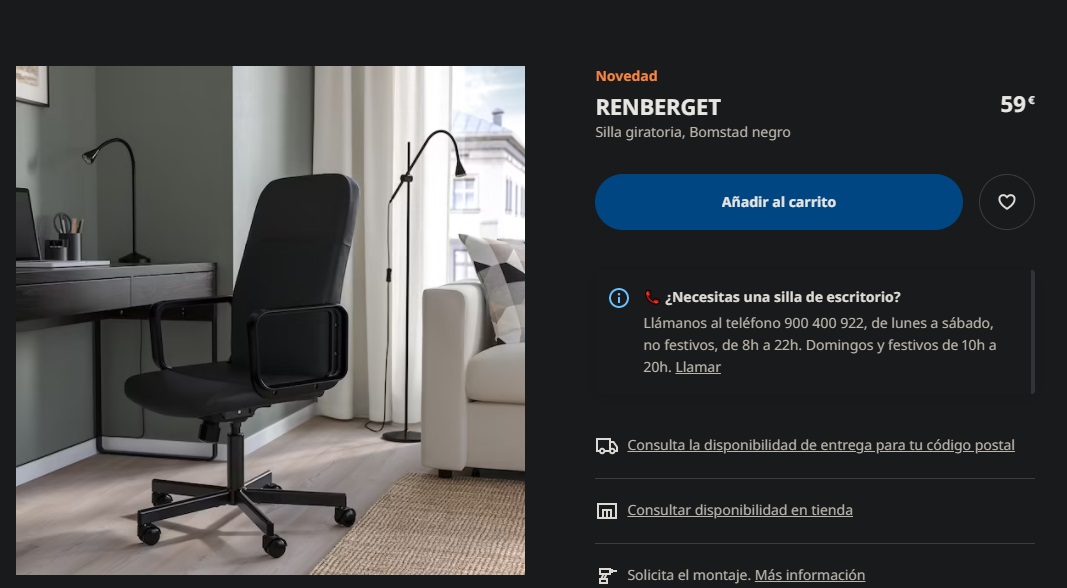 Novedad
RENBERGET
59€
Silla giratoria, Bomstad negro
Añadir al carrito
¿Necesitas una silla de escritorio?
Llámanos al teléfono 900 400 922, de lunes a sábado,
no festivos, de 8h a 22h. Domingos y festivos de 10h a
20h. Llamar
Consulta la disponibilidad de entrega para tu código postal
Consultar disponibilidad en tienda
Solicita el montaje. Más información